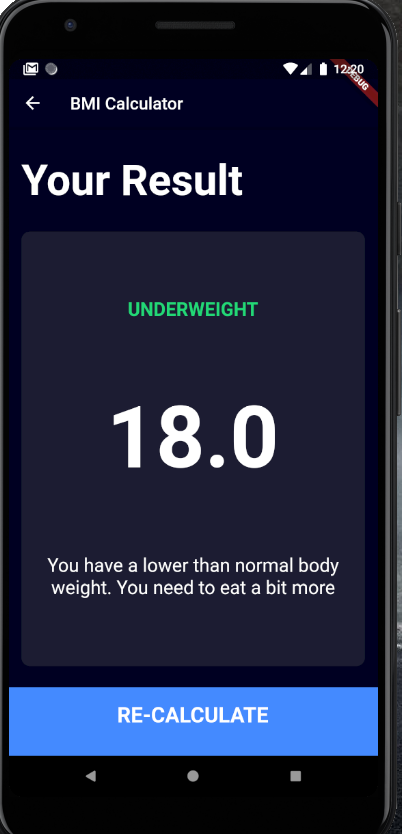 12:20
DEBUG
BMI Calculator
Your Result
UNDERWEIGHT
18.0
You have a lower than normal body
weight. You need to eat a bit more
RE-CALCULATE